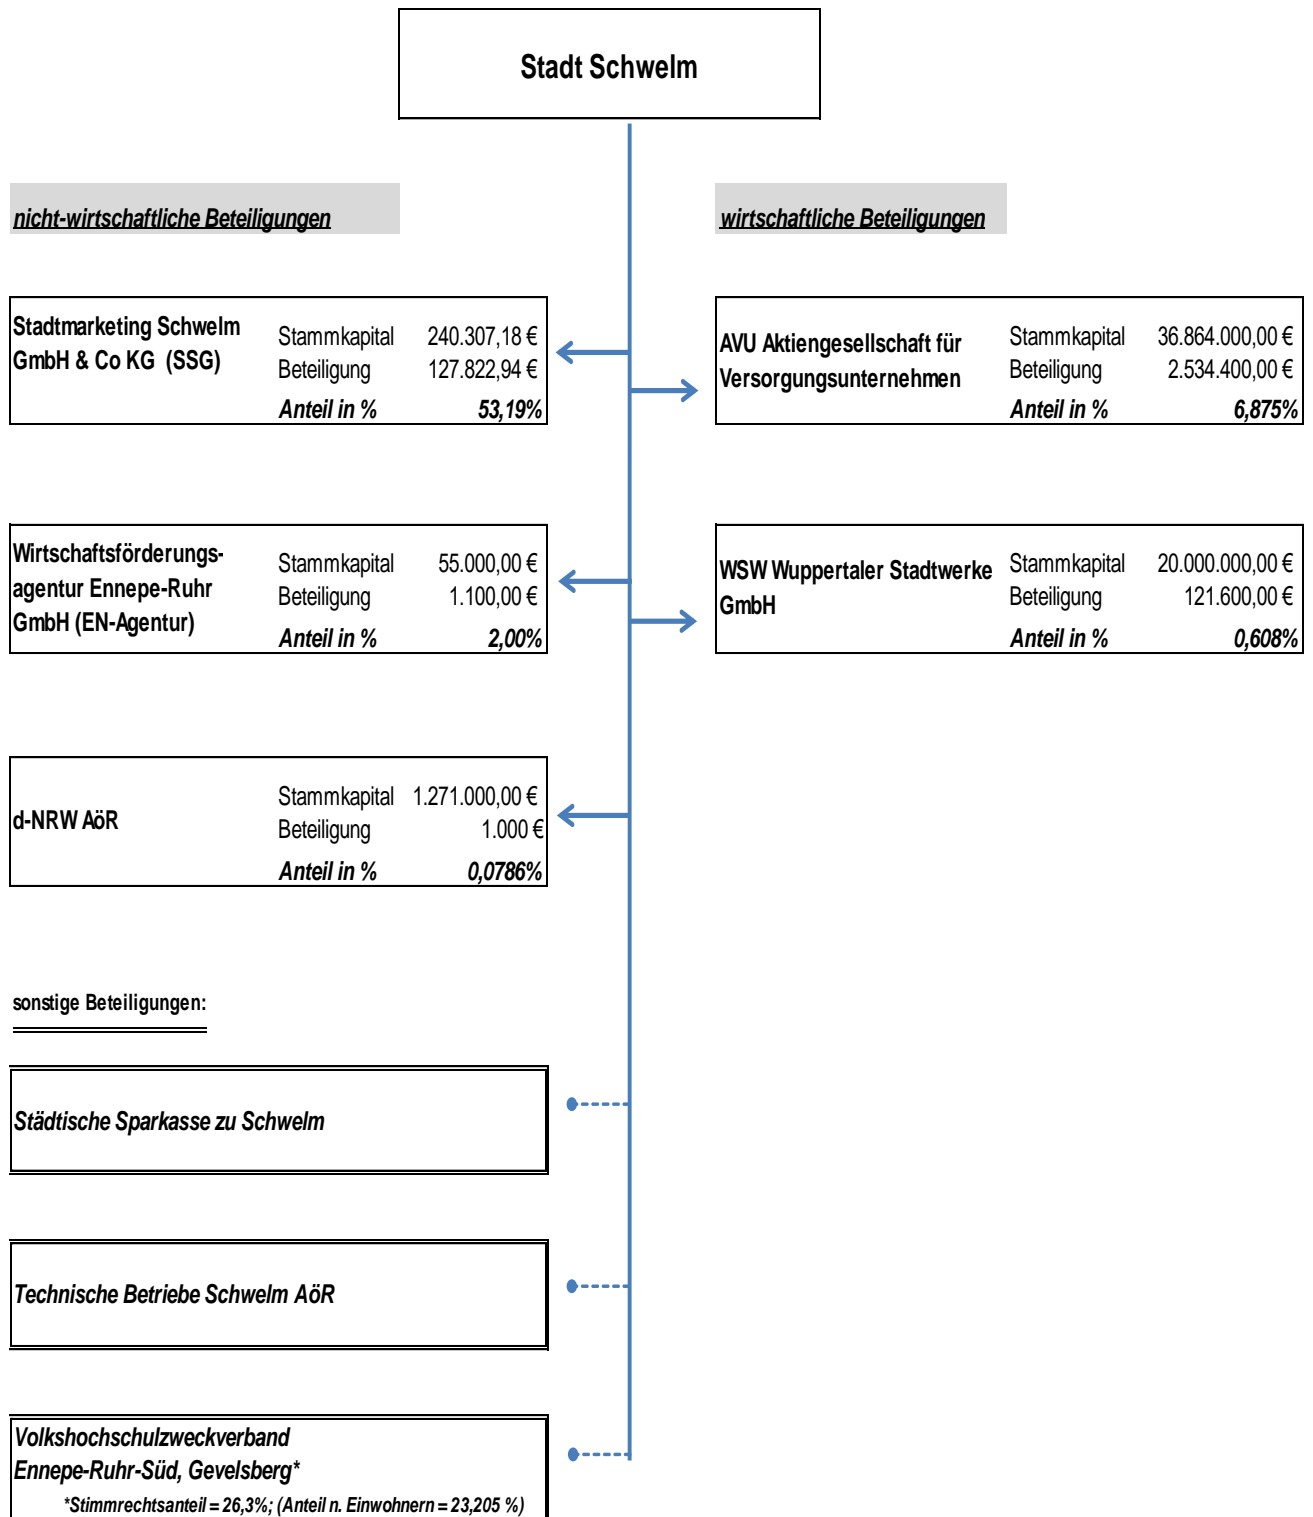 Stadt Schwelm
nicht-wirtschaftliche Beteiligungen
wirtschaftliche Beteiligungen
Stadtmarketing Schwelm
GmbH & Co KG (SSG)
Stammkapital 240.307,18 €
Beteiligung 127.822,94 €
Anteil in % 53,19%
AVU Aktiengesellschaft für
Versorgungsunternehmen
Stammkapital 36.864.000,00 €
Beteiligung 2.534.400,00 €
Anteil in % 6,875%
Wirtschaftsförderungs-
agentur Ennepe-Ruhr
GmbH (EN-Agentur)
Stammkapital 55.000,00 €
Beteiligung 1.100,00 €
Anteil in % 2,00%
WSW Wuppertaler Stadtwerke
GmbH
Stammkapital 20.000.000,00 €
Beteiligung 121.600,00 €
Anteil in % 0,608%
d-NRW AöR
Stammkapital 1.271.000,00 €
Beteiligung 1.000 €
Anteil in % 0,0786%
sonstige Beteiligungen:
Städtische Sparkasse zu Schwelm
Technische Betriebe Schwelm AöR
Volkshochschulzweckverband
Ennepe-Ruhr-Süd, Gevelsberg*
*Stimmrechtsanteil = 26,3%; (Anteil n. Einwohnern = 23,205 %)